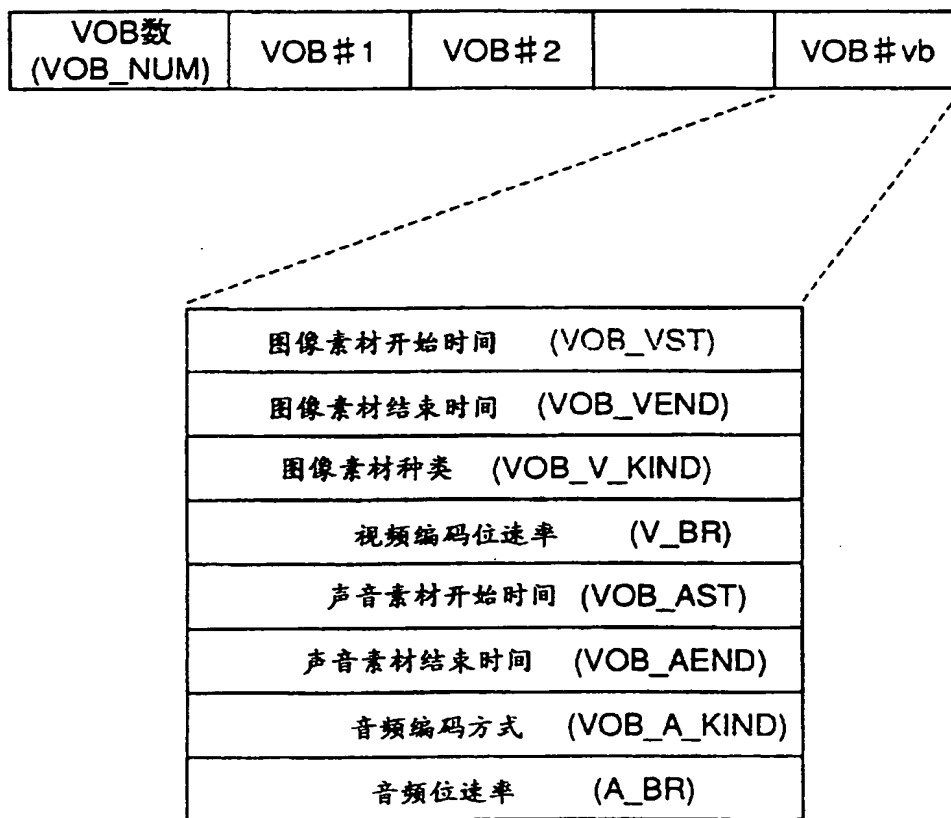 VOB数
(VOB_NUM)
VOB#1
VOB#2
VOB#vb
图像素材开始时间 (VOB_VST)
图像素材结束时间 (VOB_VEND)
图像素材种类 (VOB_V_KIND)
视频编码位速率 (V_BR)
声音素材开始时间 (VOB_AST)
声音素材结束时间 (VOB_AEND)
音频编码方式 (VOB_A_KIND)
音频位速率 (A_BR)